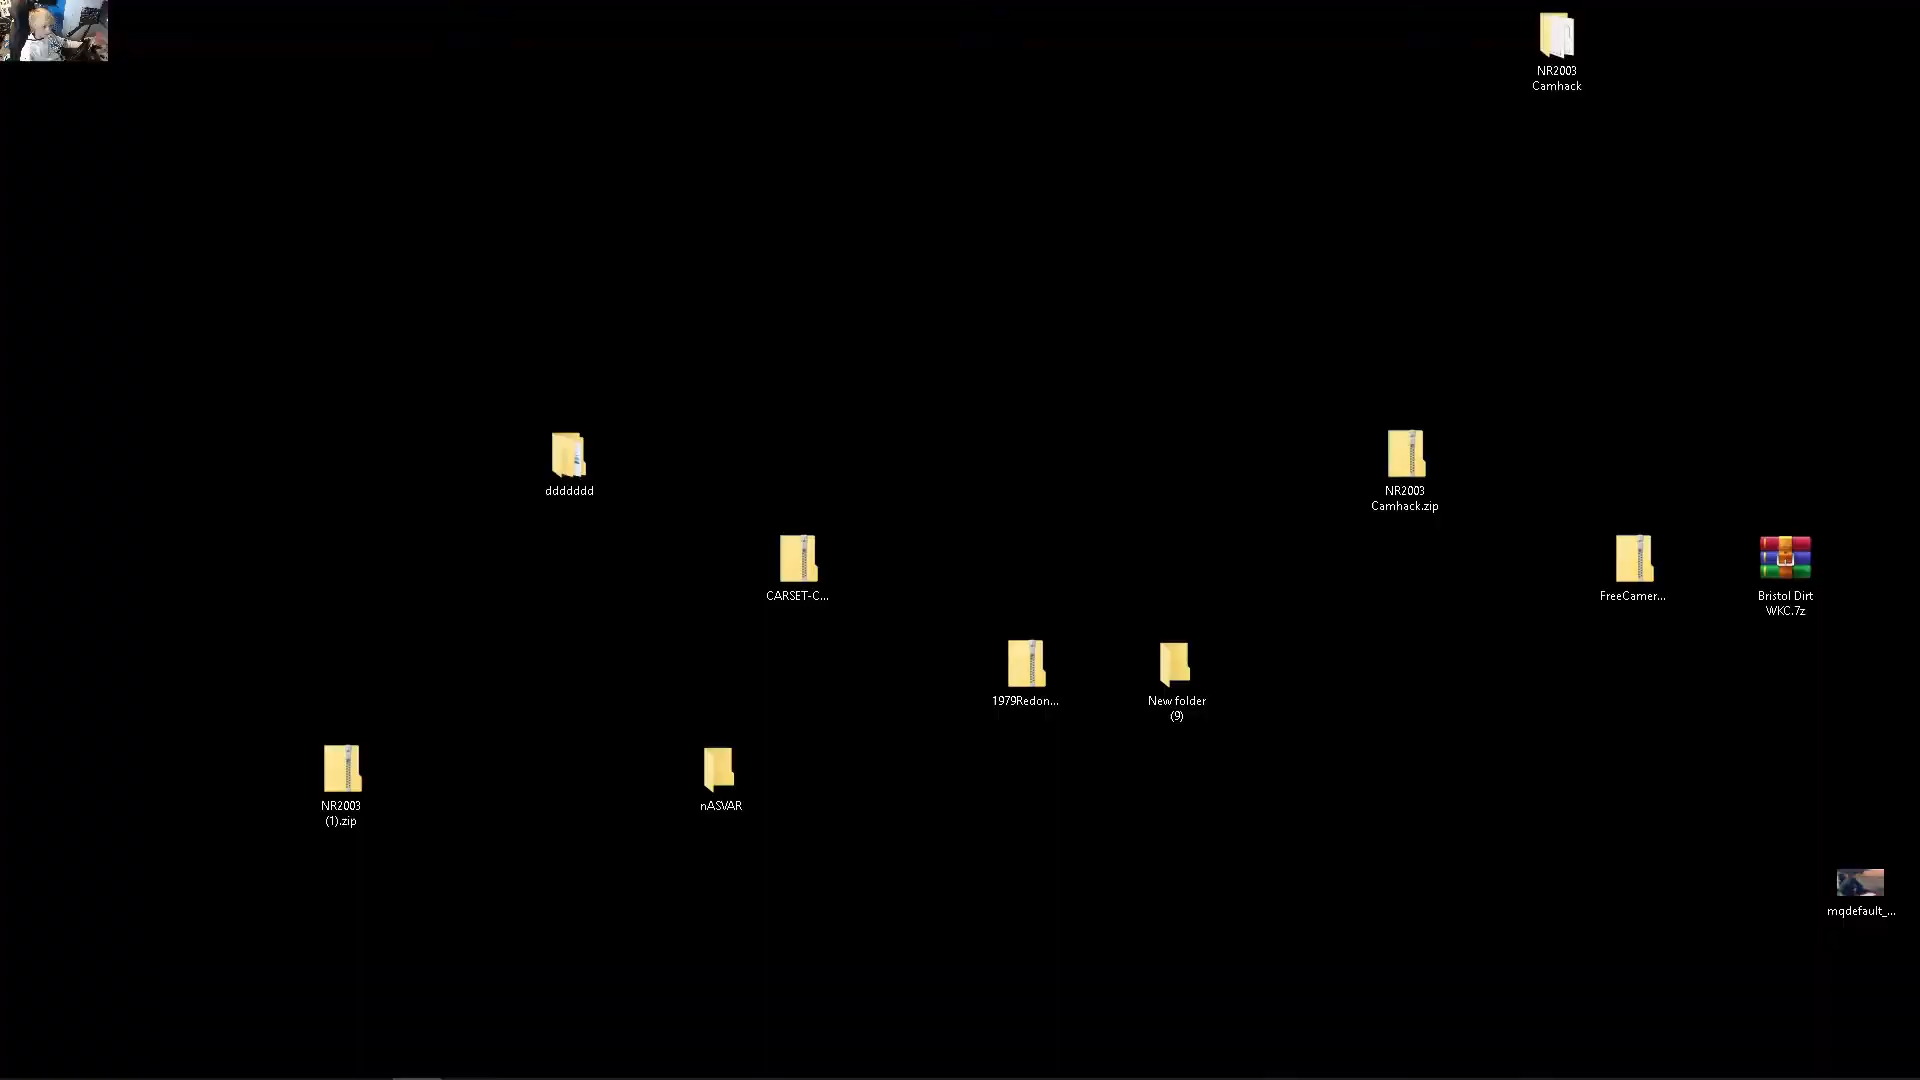 NR2003
Camhack
ddddddd
NR2003
Camhack.zip
CARSET-C...
FreeCamer...
Bristol Dirt
WKC.7z
1979Redon...
New folder
(9)
NR2003
(1).zip
nASVAR
mqdefault_...